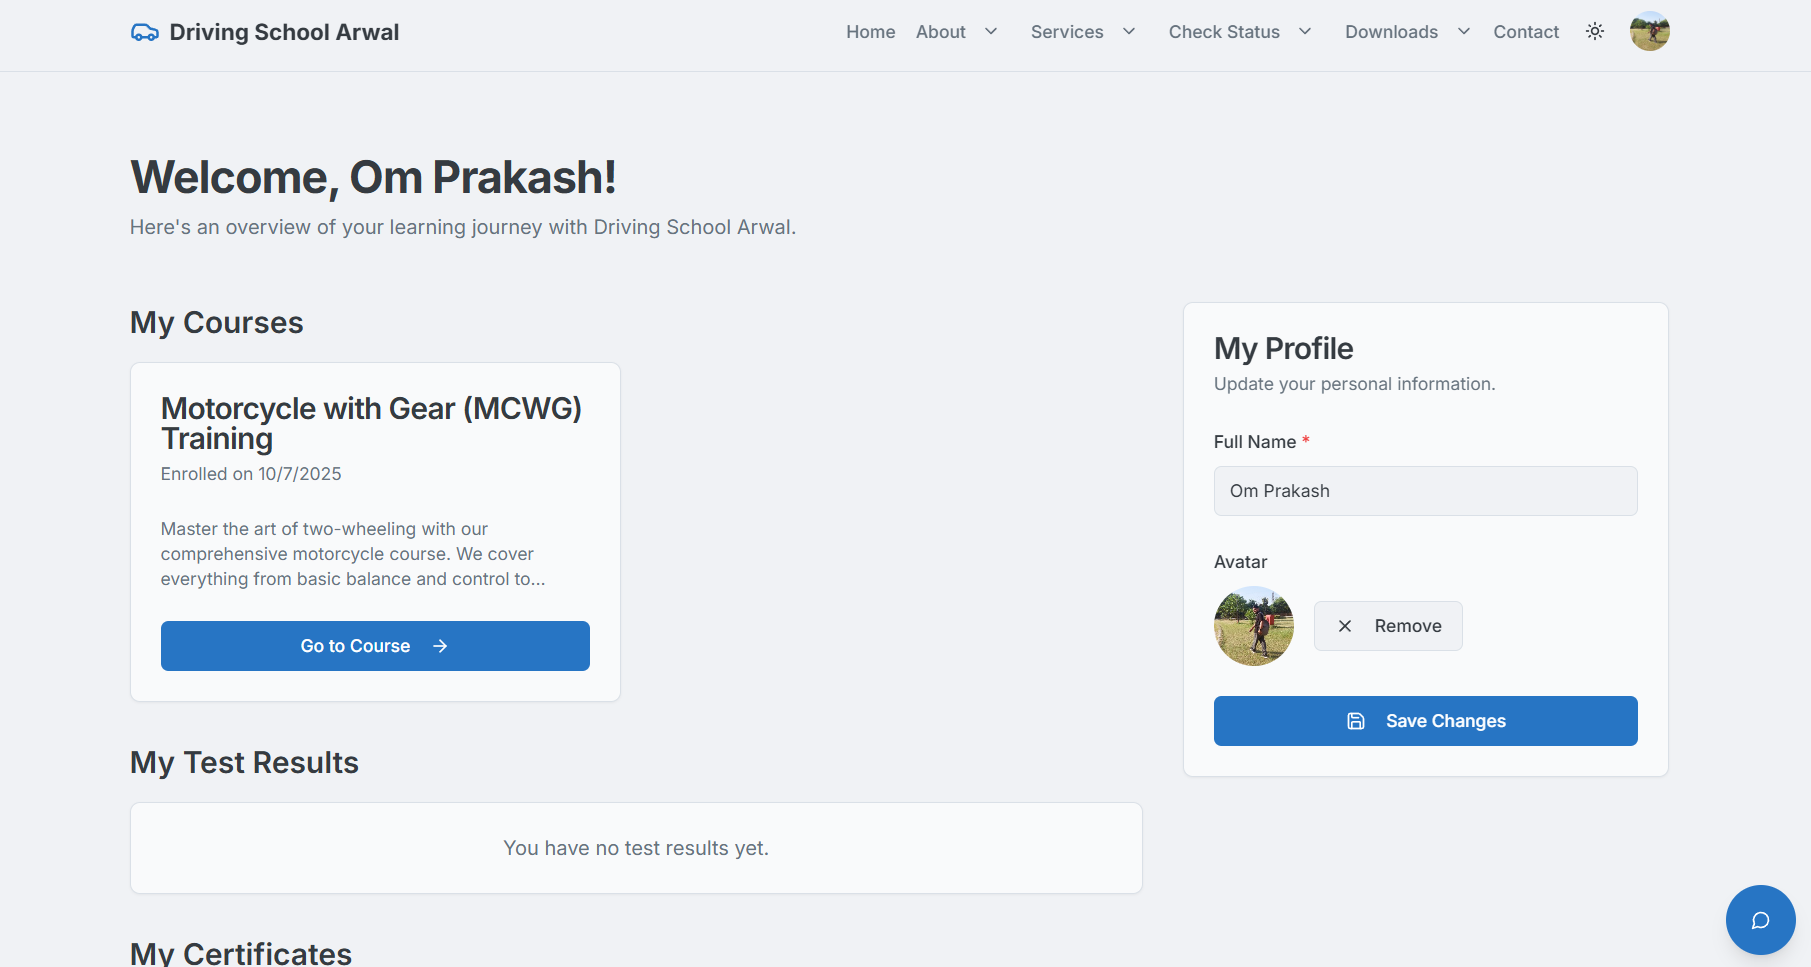 Driving School Arwal
Home About Services Check Status Downloads Contact
Welcome, Om Prakash!
Here's an overview of your learning journey with Driving School Arwal.
My Courses
Motorcycle with Gear (MCWG)
Training
Enrolled on 10/7/2025
Master the art of two-wheeling with our
comprehensive motorcycle course. We cover
everything from basic balance and control to...
Go to Course
My Test Results
You have no test results yet.
My Certificates
My Profile
Update your personal information.
Full Name *
Om Prakash
Avatar
Remove
Save Changes